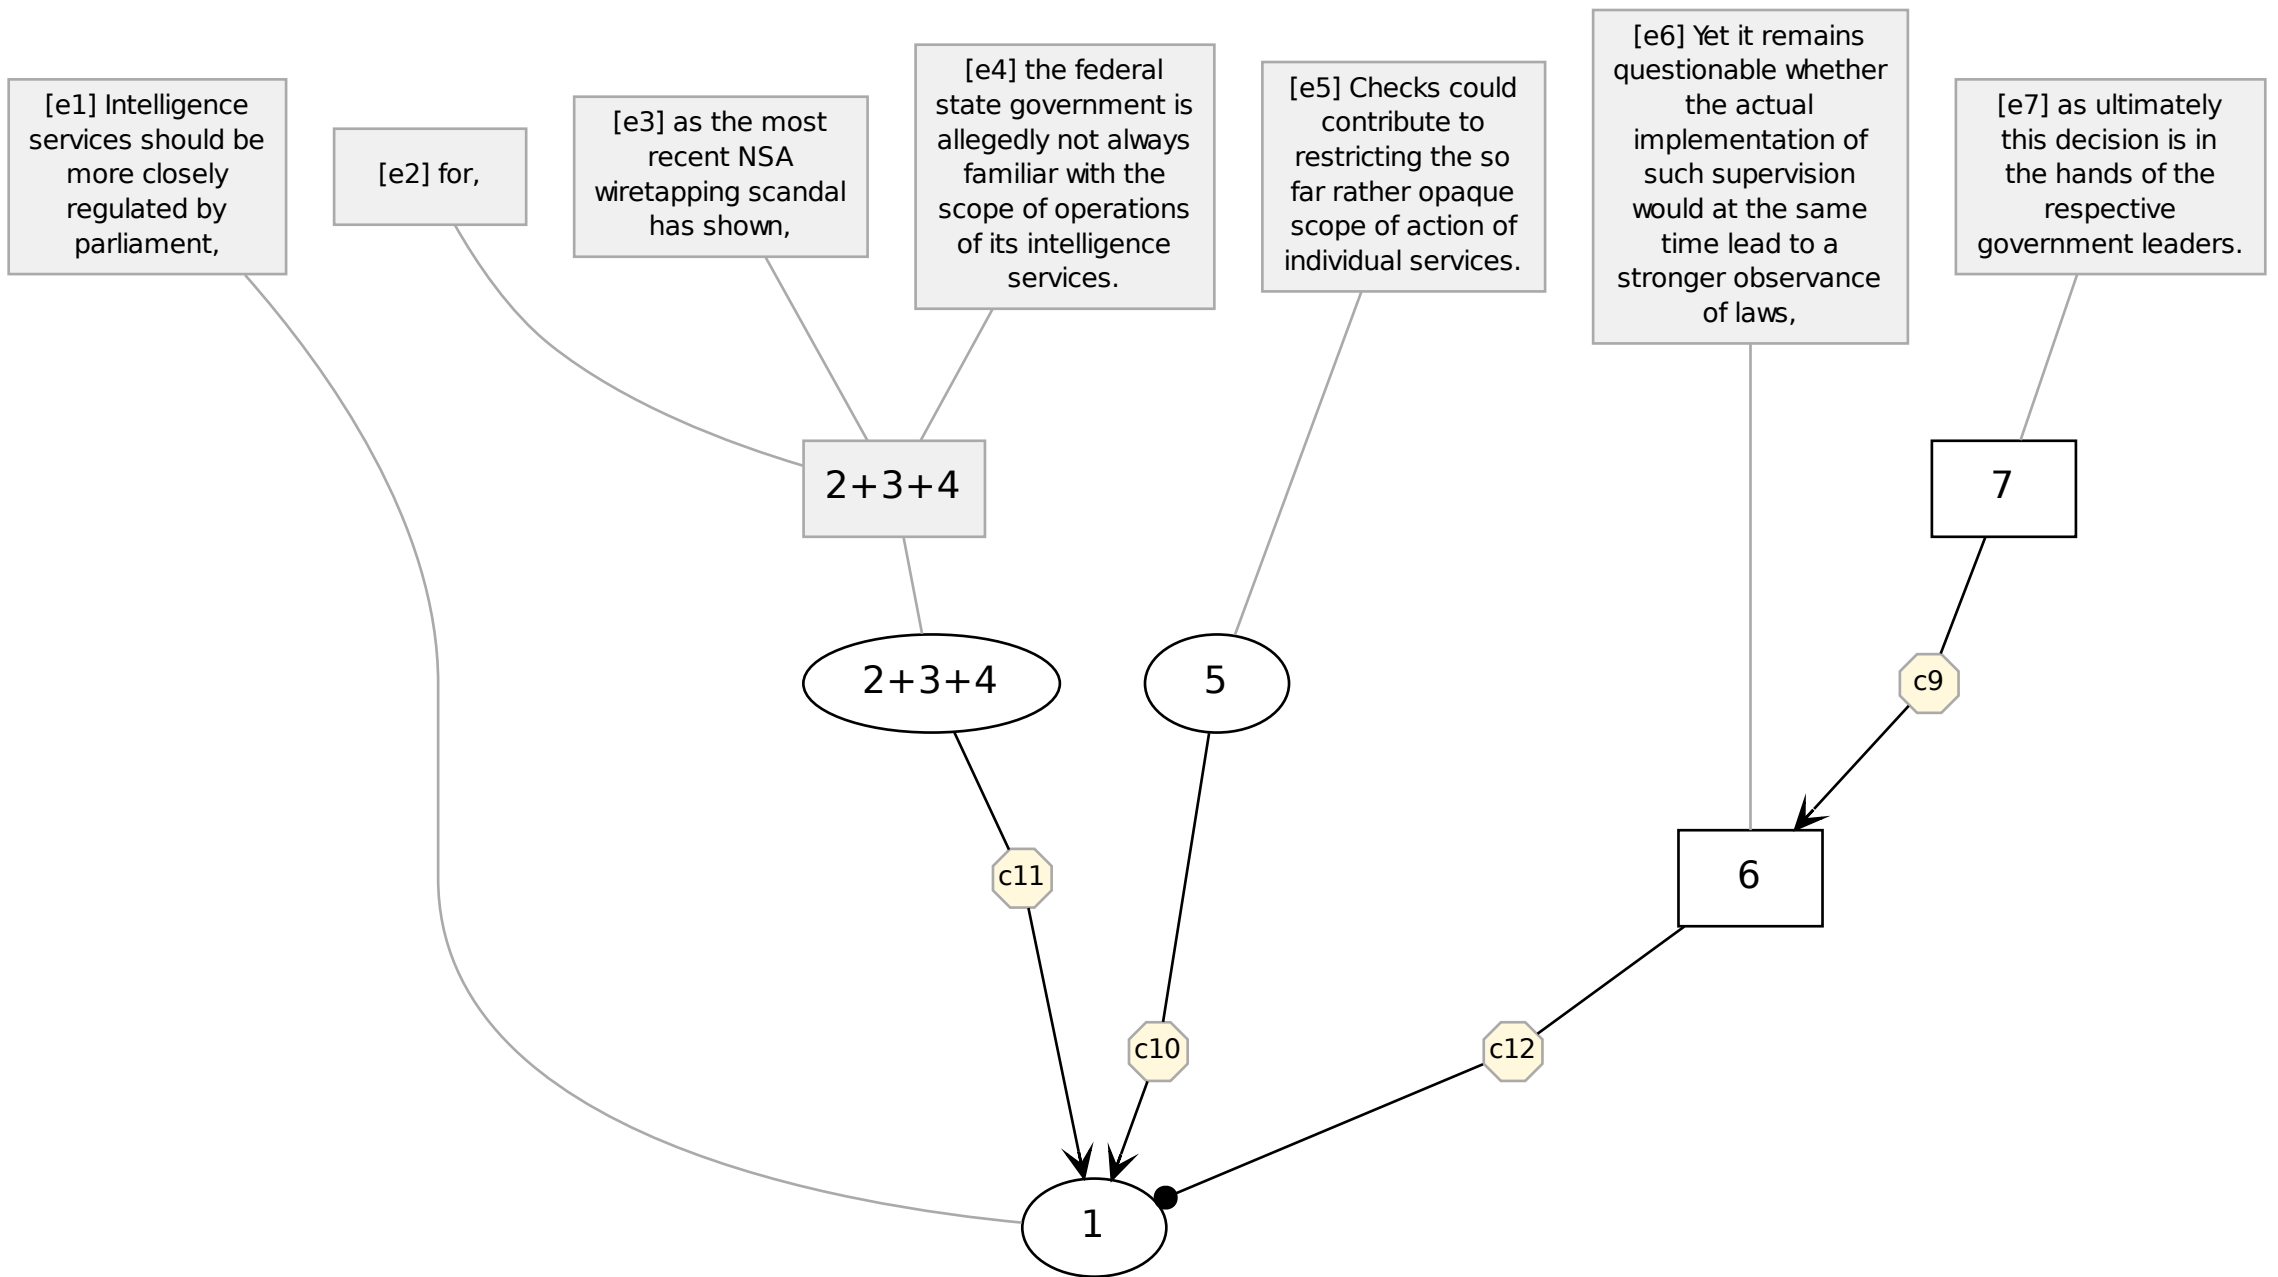 [e1] Intelligence
services should be
more closely
regulated by
parliament,
[e2] for,
[e3] as the most
recent NSA
wiretapping scandal
has shown,
[e4] the federal
state government is
allegedly not always
familiar with the
scope of operations
of its intelligence
services.
[e5] Checks could
contribute to
restricting the so
far rather opaque
scope of action of
individual services.
[e6] Yet it remains
questionable whether
the actual
implementation of
such supervision
would at the same
time lead to a
stronger observance
of laws,
[e7] as ultimately
this decision is in
the hands of the
respective
government leaders.
2+3+4
7
2+3+4
5
c9
c11
6
c10
c12
1